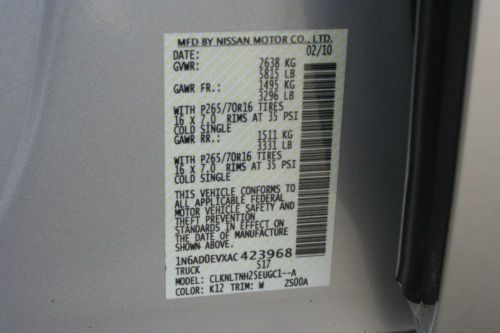 MFD BY NISSAN MOTOR CO., LTD.
DATE: 02/10
GVWR: 2638 KG
5815 LB
GAWR FR.: 1495 KG
3296 LB
WITH P265/70R16 TIRES
16 X 7.0 RIMS AT 35 PSI
COLD SINGLE
GAWR RR.: 1511 KG
3331 LB
WITH P265/70R16 TIRES
16 X 7.0 RIMS AT 35 PSI
COLD SINGLE
THIS VEHICLE CONFORMS TO
ALL APPLICABLE FEDERAL
MOTOR VEHICLE SAFETY AND
THEFT PREVENTION
STANDARDS IN EFFECT ON
THE DATE OF MANUFACTURE
SHOWN ABOVE.
1N6AD0EVXAC423968
TRUCK 517
MODEL: CLKNLTNH25EUGC1--A
COLOR: K12 TRIM: W ZS00A